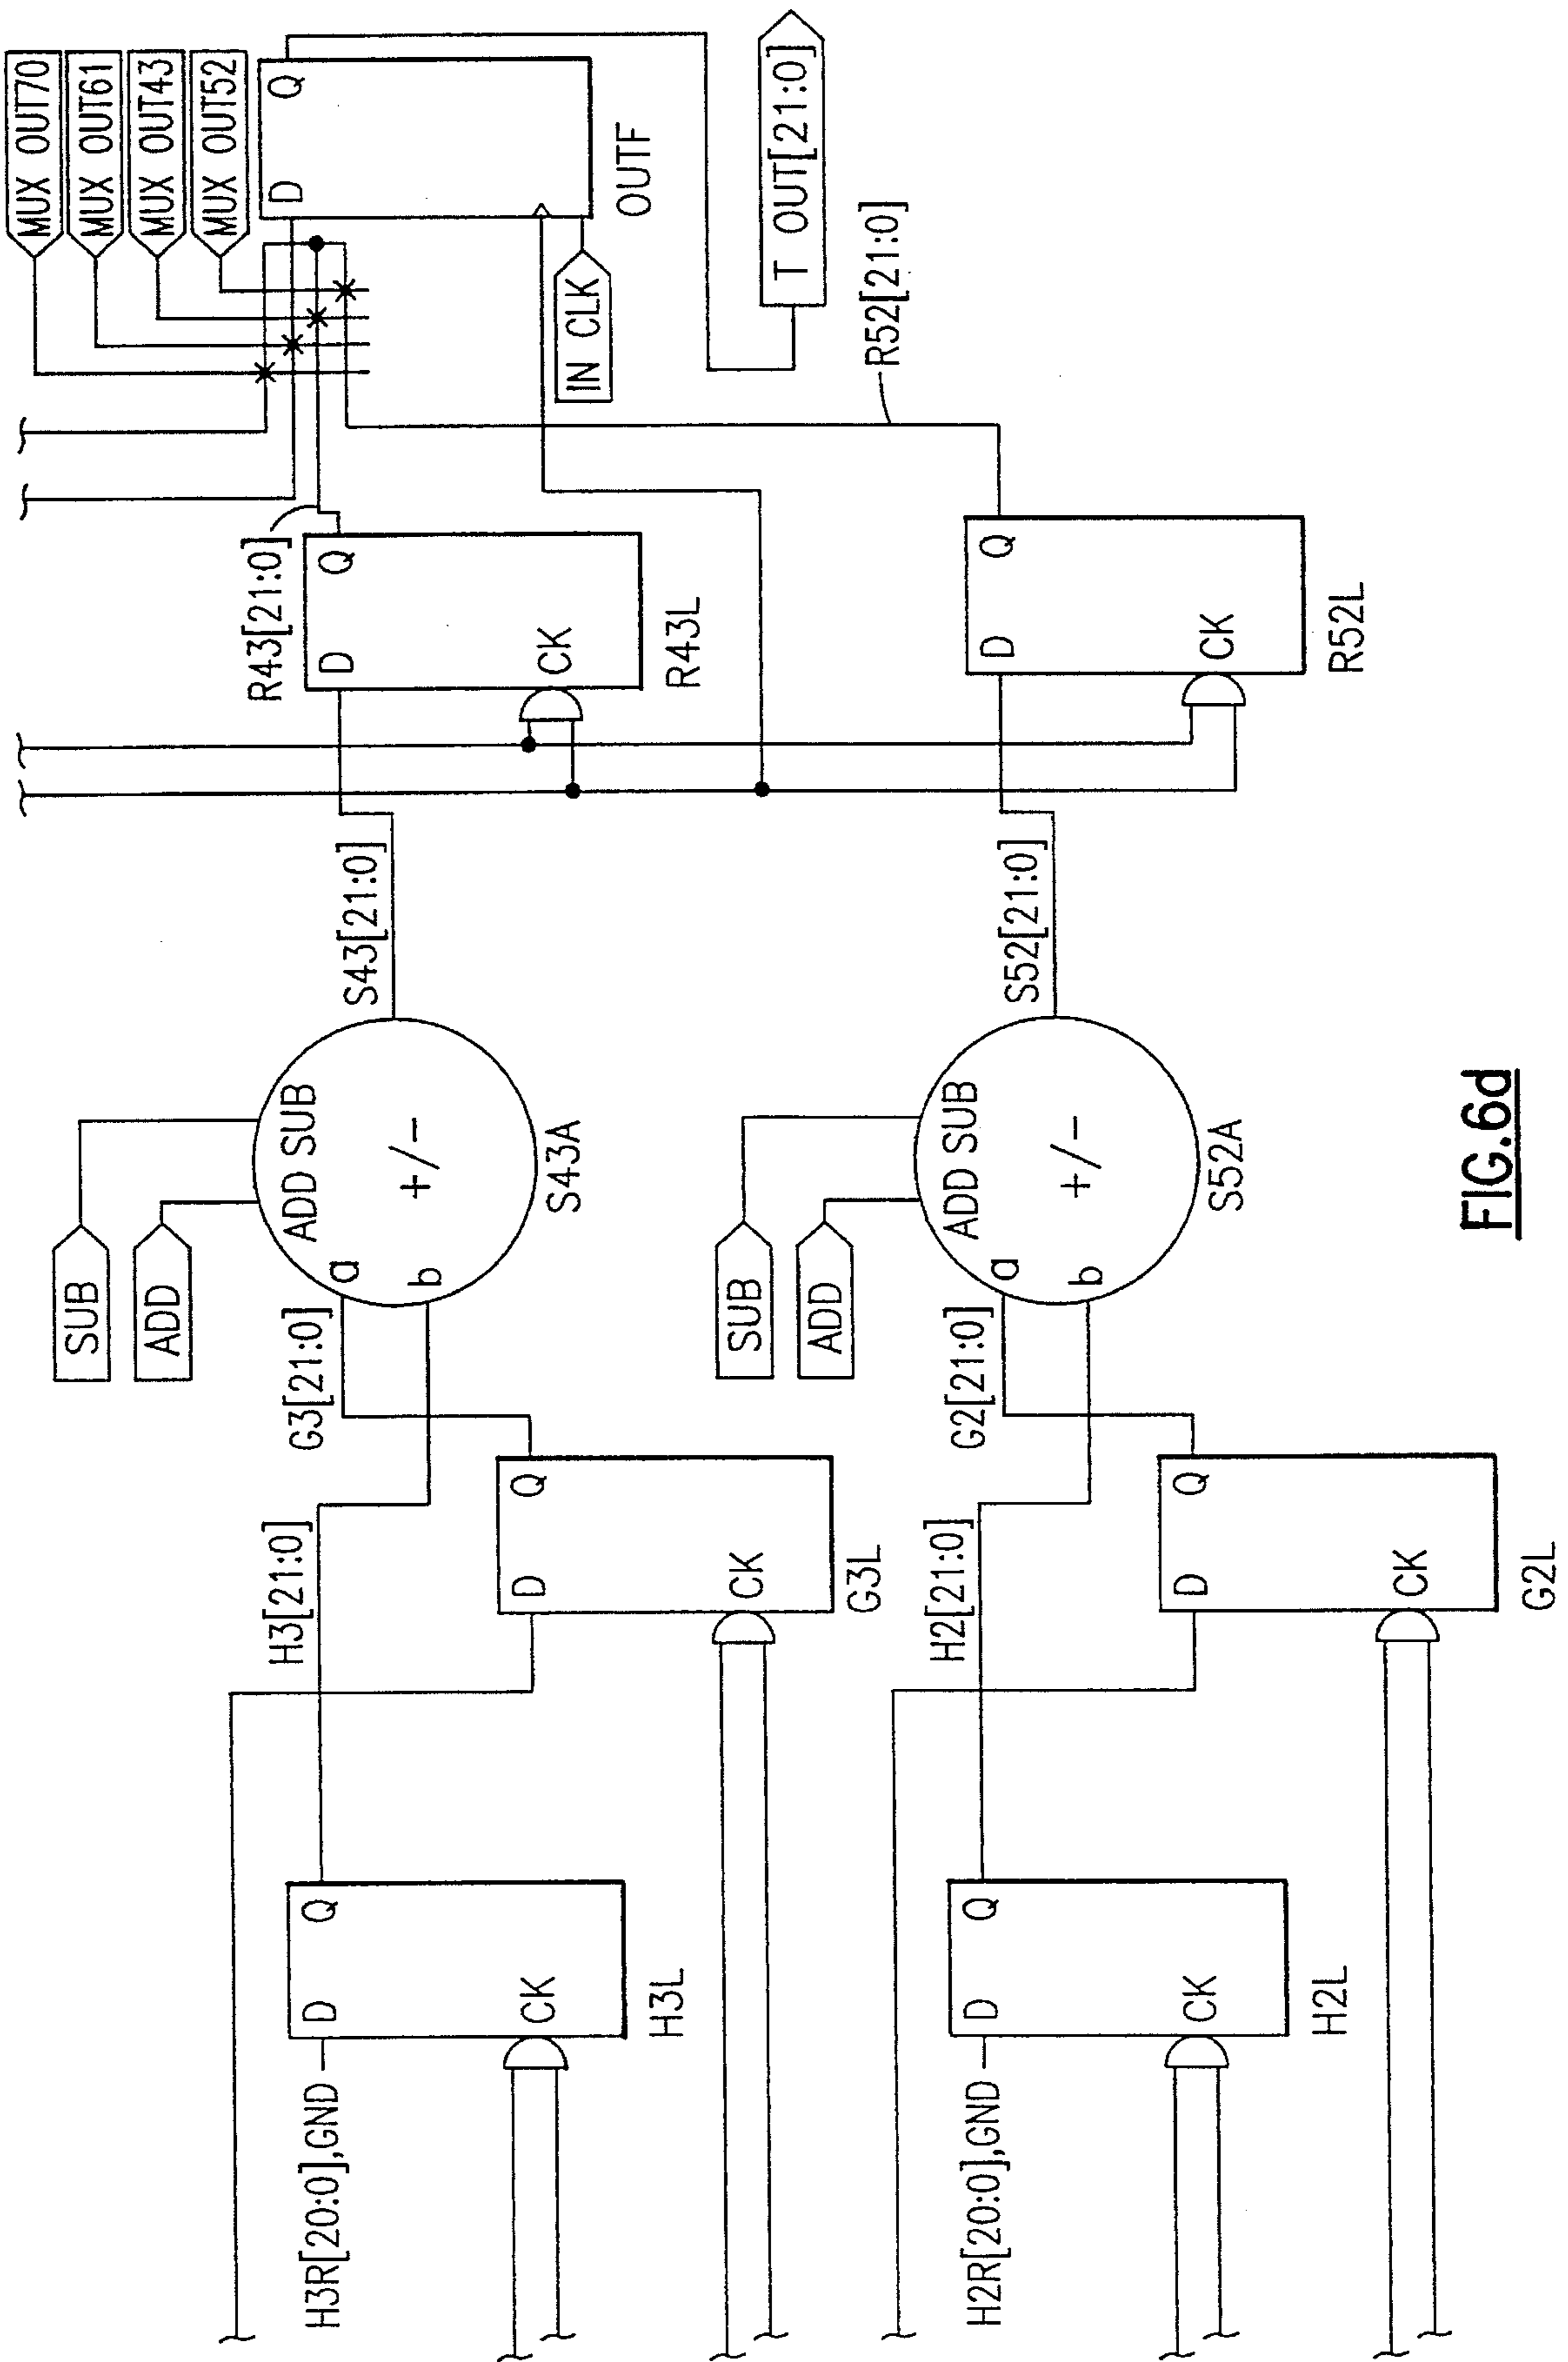 MUX OUT70
MUX OUT61
MUX OUT43
MUX OUT52
D
Q
OUTF
IN CLK
T OUT[21:0]
R52[21:0]
R43[21:0]
D
Q
CK
R43L
D
Q
CK
R52L
S43[21:0]
S52[21:0]
SUB
ADD
ADD SUB
a
b
+/-
S43A
SUB
ADD
ADD SUB
a
b
+/-
S52A
G3[21:0]
H3[21:0]
D
Q
CK
G3L
G2[21:0]
H2[21:0]
D
Q
CK
G2L
H3R[20:0],GND
D
Q
CK
H3L
H2R[20:0],GND
D
Q
CK
H2L
FIG.6d